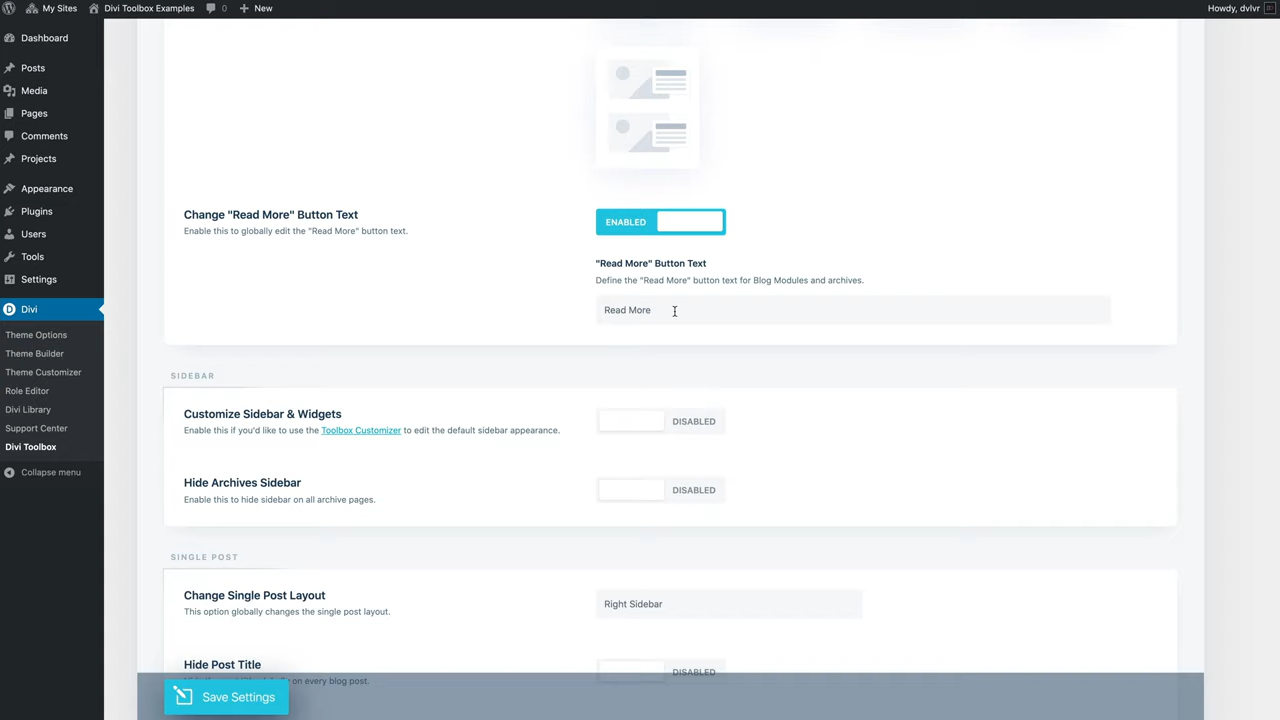 My Sites
Divi Toolbox Examples
0
New
Howdy, dvlvr
Dashboard
Posts
Media
Pages
Comments
Projects
Appearance
Plugins
Users
Tools
Settings
D Divi
Theme Options
Theme Builder
Theme Customizer
Role Editor
Divi Library
Support Center
Divi Toolbox
Collapse menu
Change "Read More" Button Text
Enable this to globally edit the "Read More" button text.
ENABLED
"Read More" Button Text
Define the "Read More" button text for Blog Modules and archives.
Read More
SIDEBAR
Customize Sidebar & Widgets
Enable this if you'd like to use the Toolbox Customizer to edit the default sidebar appearance.
DISABLED
Hide Archives Sidebar
Enable this to hide sidebar on all archive pages.
DISABLED
SINGLE POST
Change Single Post Layout
This option globally changes the single post layout.
Right Sidebar
Hide Post Title
on every blog post.
DISABLED
Save Settings